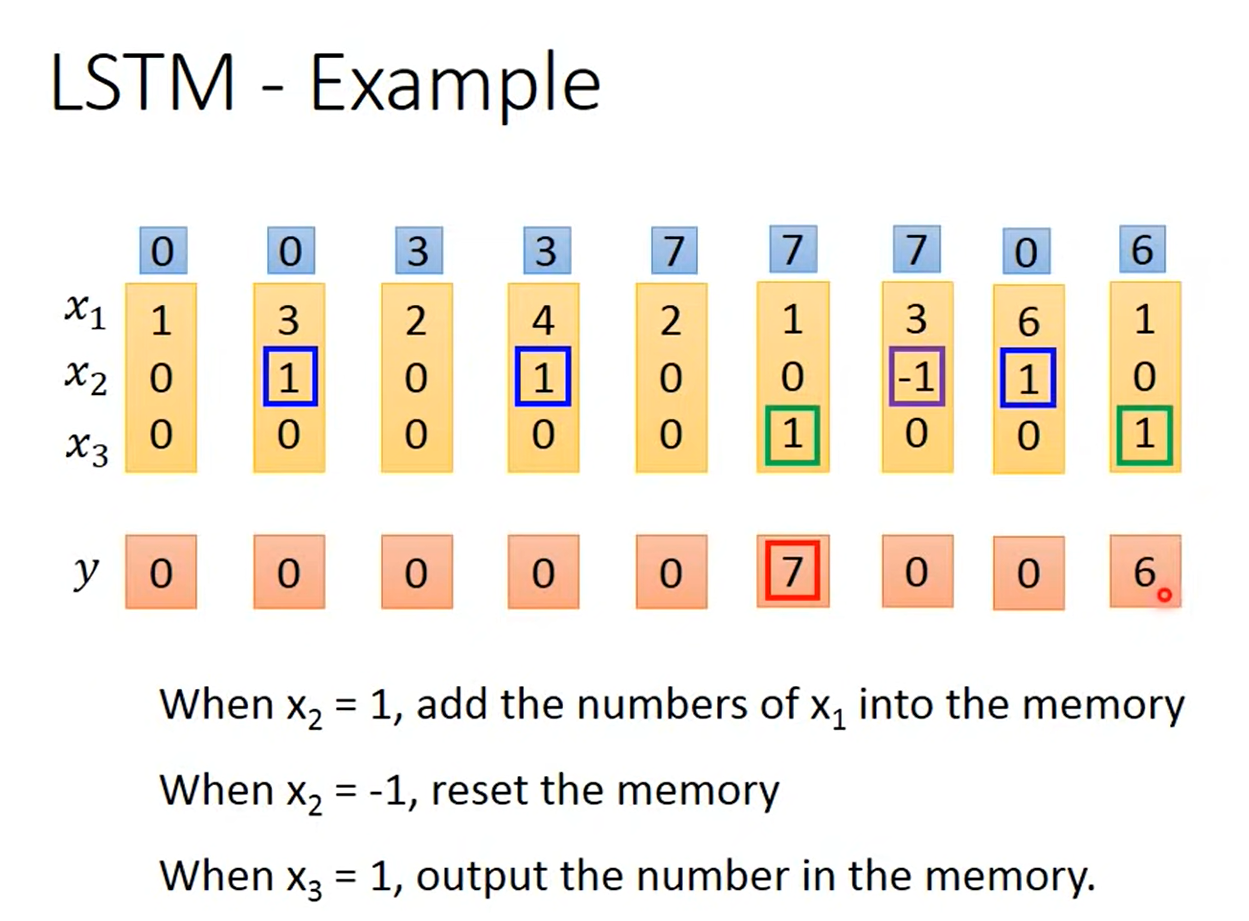 LSTM - Example
0 0 3 3 7 7 7 0 6
x₁ 1 3 2 4 2 1 3 6 1
x₂ 0 1 0 1 0 0 -1 1 0
x₃ 0 0 0 0 0 1 0 0 1
y 0 0 0 0 0 7 0 0 6
When x₂ = 1, add the numbers of x₁ into the memory
When x₂ = -1, reset the memory
When x₃ = 1, output the number in the memory.